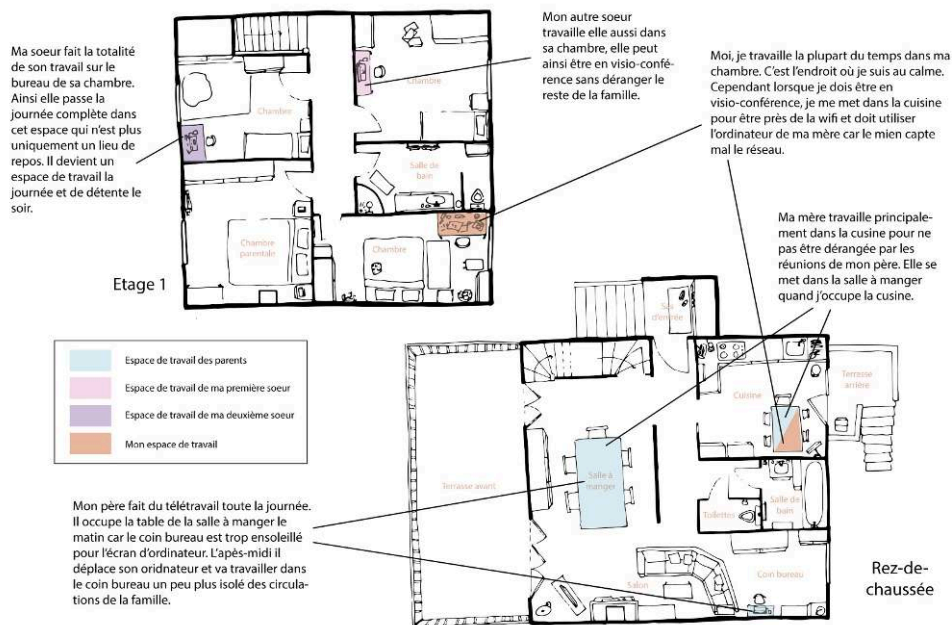 Ma soeur fait la totalité
de son travail sur le
bureau de sa chambre.
Ainsi elle passe la
journée complète dans
cet espace qui n'est plus
uniquement un lieu de
repos. Il devient un
espace de travail la
journée et de détente le
soir.
Mon autre soeur
travaille elle aussi dans
sa chambre, elle peut
ainsi être en visio-confé-
rence sans déranger le
reste de la famille.
Moi, je travaille la plupart du temps dans ma
chambre. C'est l'endroit où je suis au calme.
Cependant lorsque je dois être en
visio-conférence, je me met dans la cuisine
pour être près de la wifi et doit utiliser
l'ordinateur de ma mère car le mien capte
mal le réseau.
Ma mère travaille principale-
ment dans la cusine pour ne
pas être dérangée par les
réunions de mon père. Elle se
met dans la salle à manger
quand j'occupe la cusine.
Chambre
Chambre
Salle de
bain
Chambre
parentale
Chambre
Etage 1
Espace de travail des parents
Espace de travail de ma première soeur
Espace de travail de ma deuxième soeur
Mon espace de travail
Sas
d'entrée
Cuisine
Terrasse
arrière
Terrasse avant
Salle à
manger
Toilettes
Salle de
bain
Salon
Coin bureau
Rez-de-
chaussée
Mon père fait du télétravail toute la journée.
Il occupe la table de la salle à manger le
matin car le coin bureau est trop ensoleillé
pour l'écran d'ordinateur. L'apès-midi il
déplace son oridnateur et va travailler dans
le coin bureau un peu plus isolé des circula-
tions de la famille.